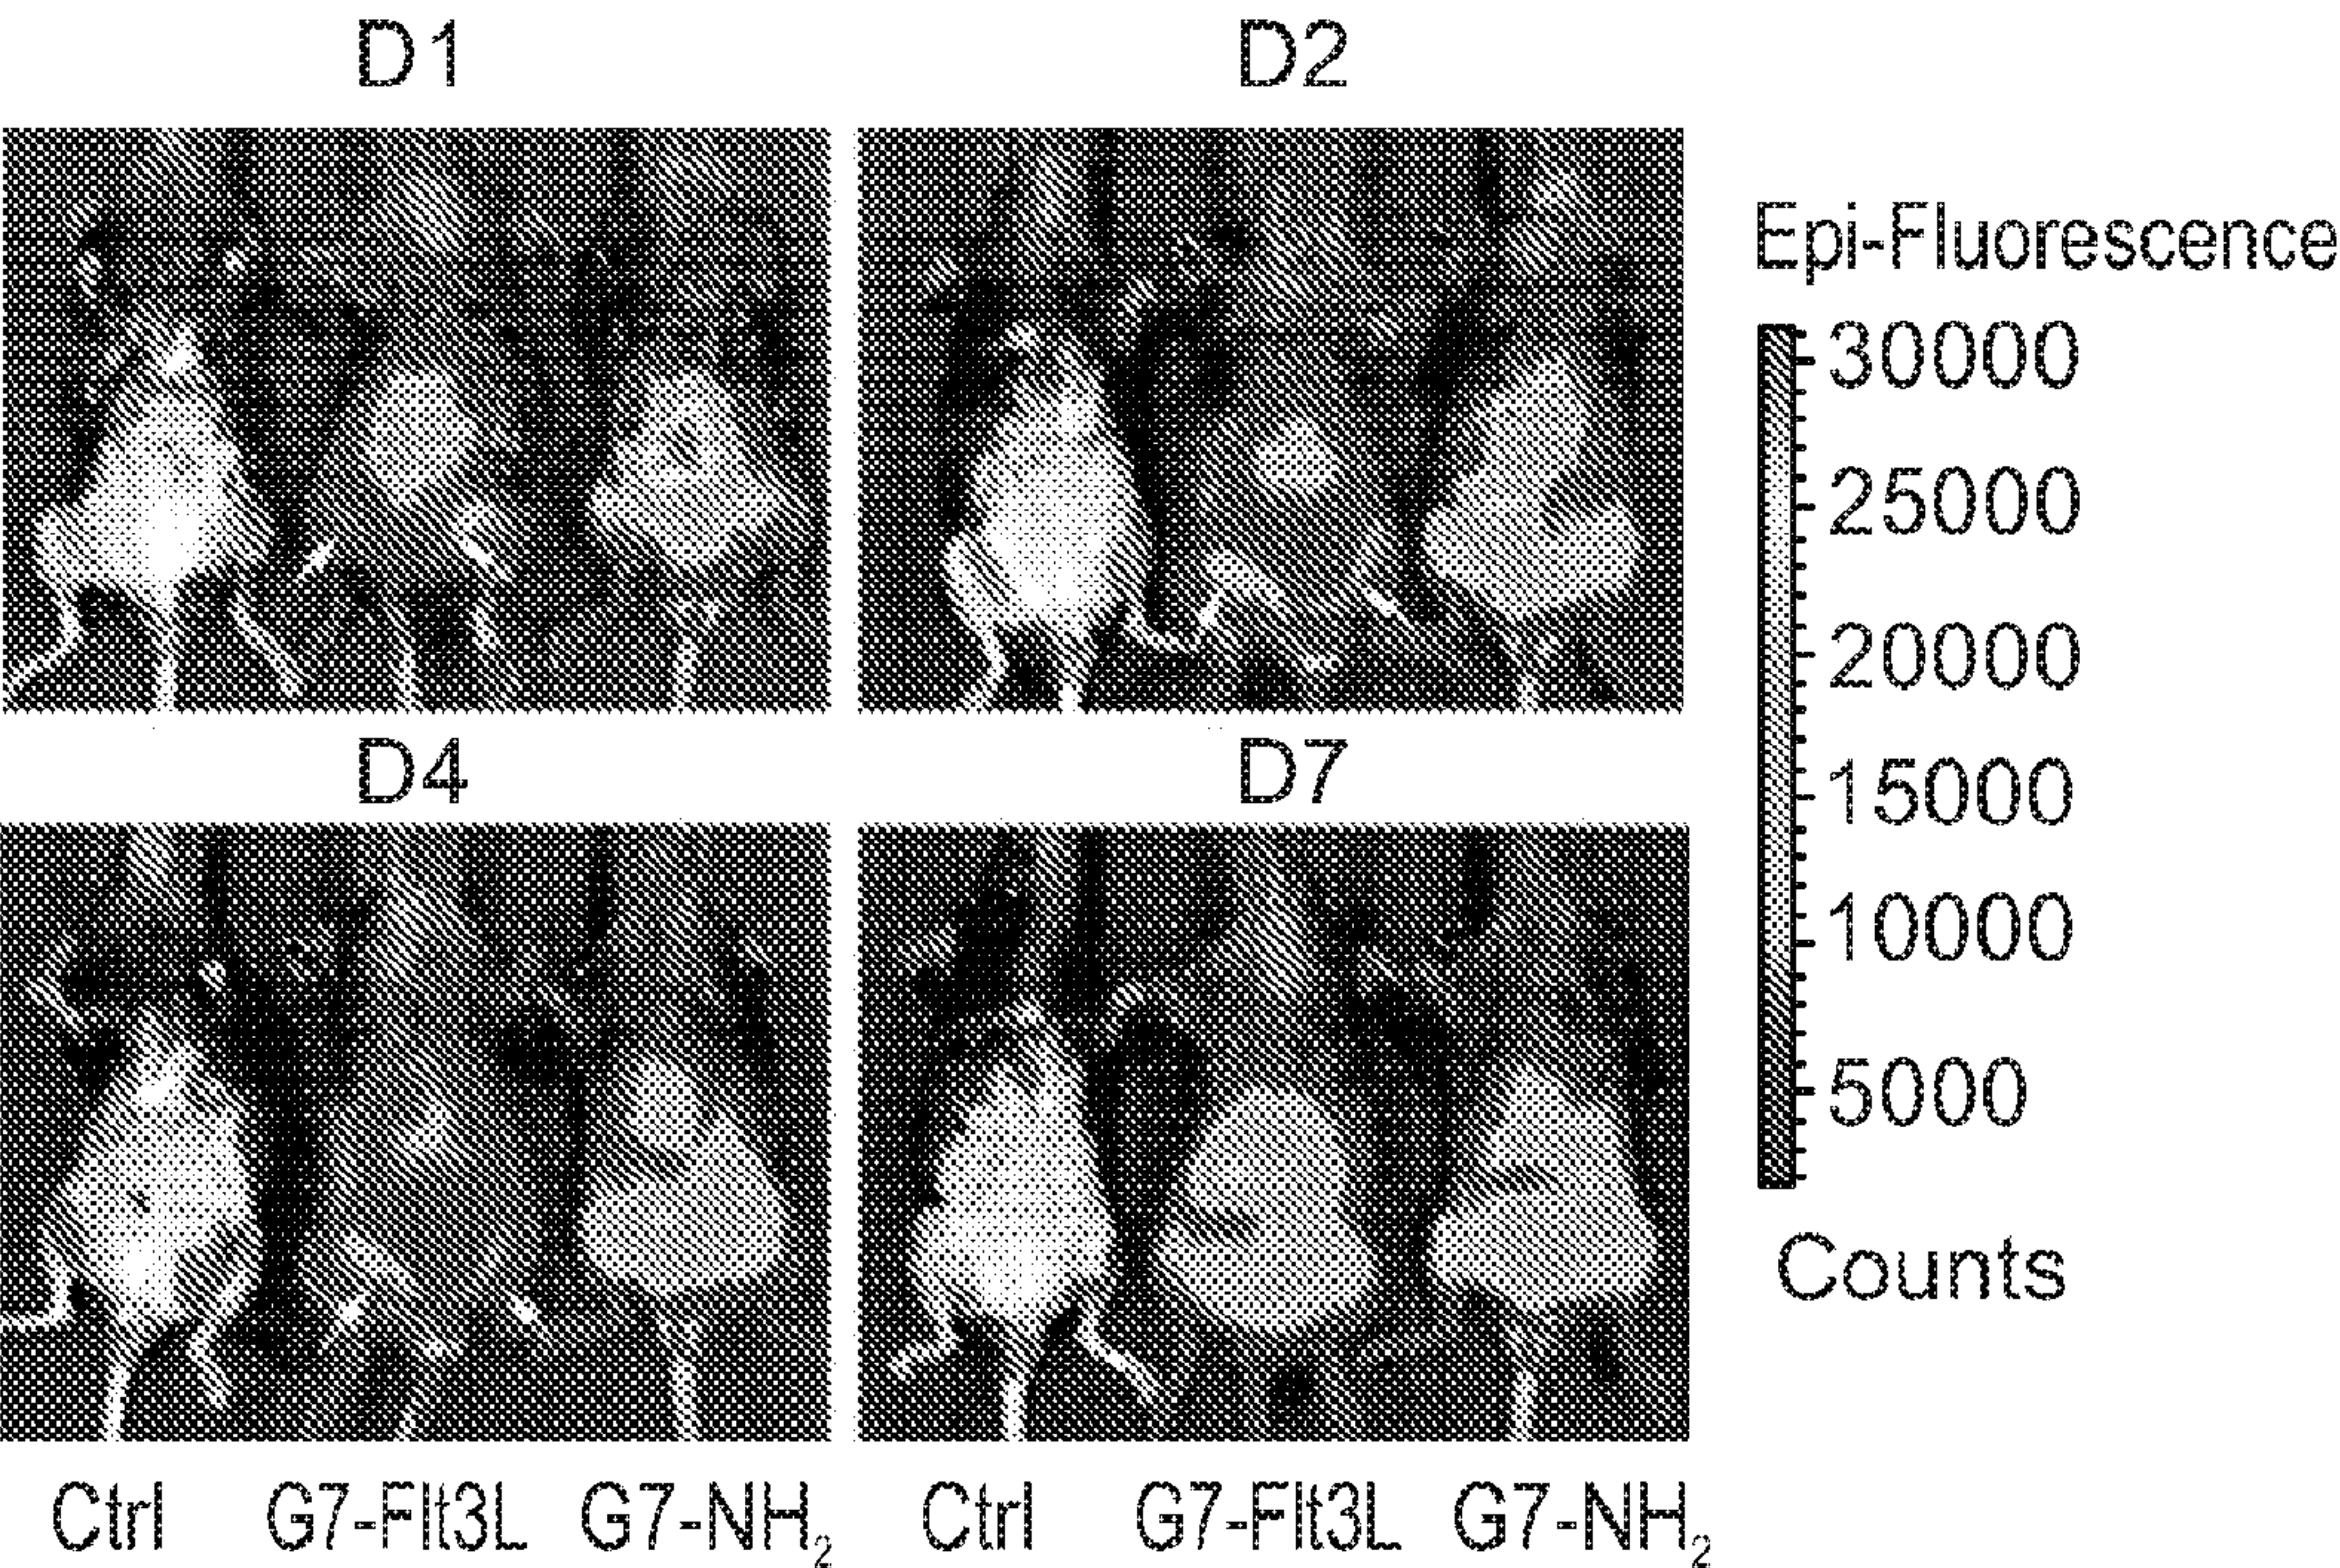 D1
D2
Epi-Fluorescence
30000
25000
20000
15000
10000
5000
Counts
D4
D7
Ctrl
G7-Flt3L
G7-NH₂
Ctrl
G7-Flt3L
G7-NH₂